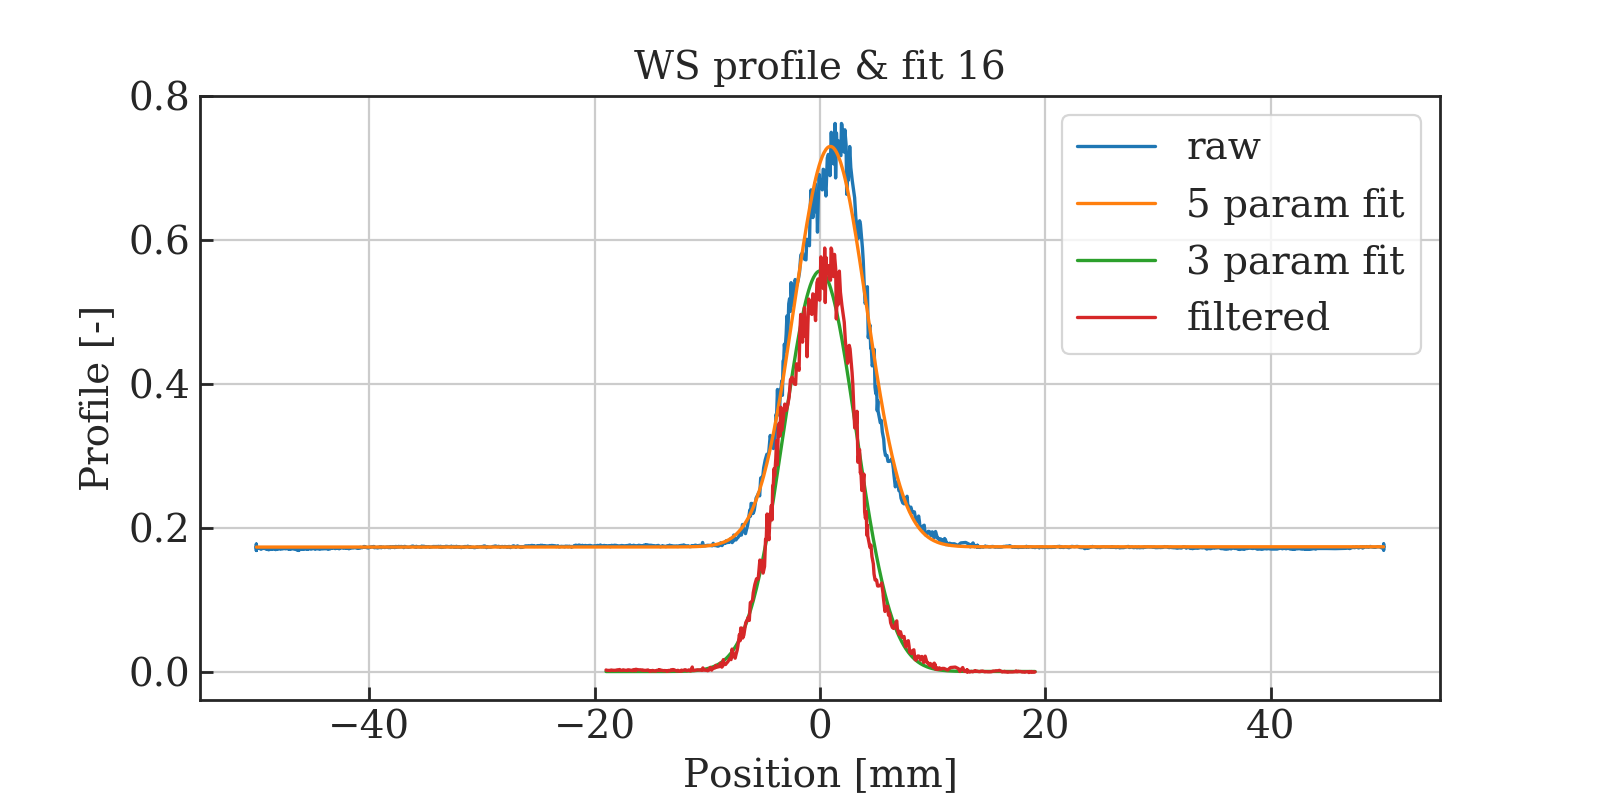 WS profile & fit 16
0.8
0.6
0.4
0.2
0.0
Profile [-]
raw
5 param fit
3 param fit
filtered
−40
−20
0
20
40
Position [mm]